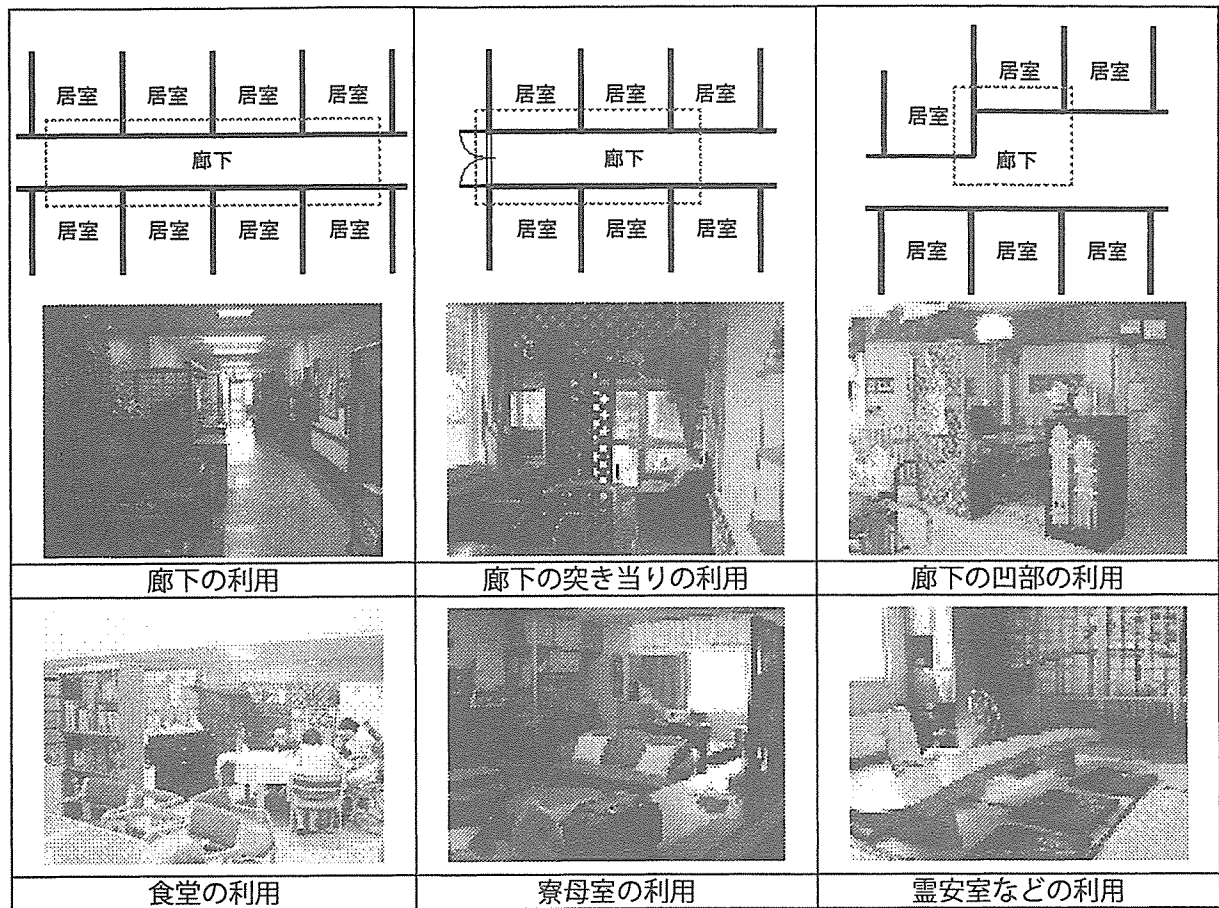 居室 居室 居室 居室
廊下
居室 居室 居室 居室
居室 居室 居室
廊下
居室 居室 居室
居室 居室
居室
廊下
居室 居室 居室
廊下の利用
廊下の突き当りの利用
廊下の凹部の利用
食堂の利用
寮母室の利用
霊安室などの利用